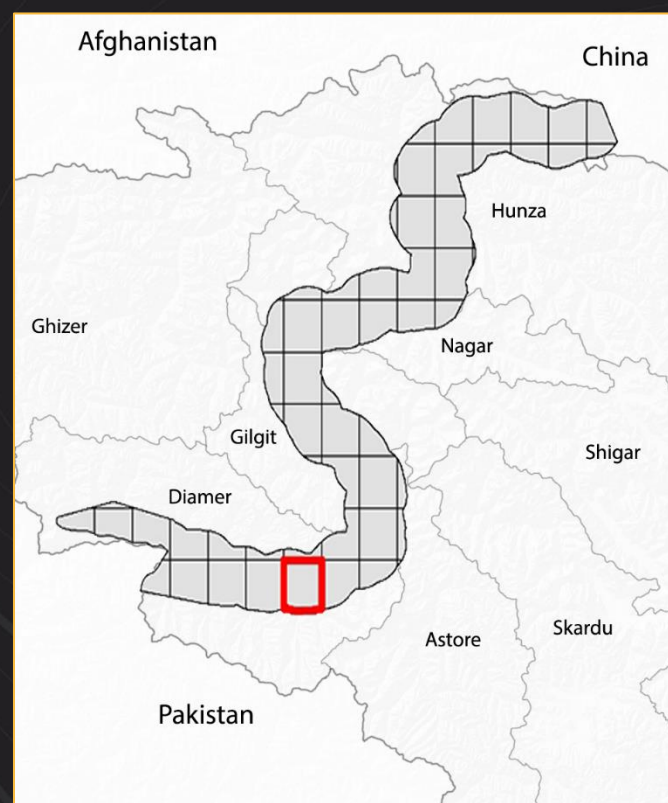 Afghanistan
China
Hunza
Ghizer
Nagar
Gilgit
Shigar
Diamer
Skardu
Astore
Pakistan